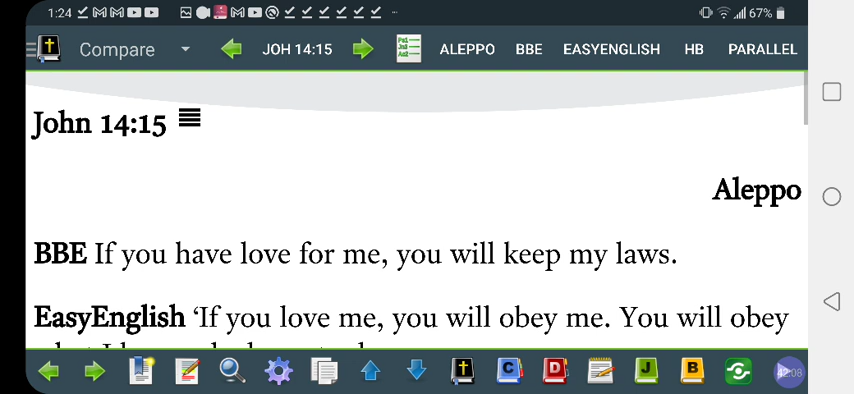 1:24 67%
Compare JOH 14:15 ALEPPO BBE EASYENGLISH HB PARALLEL
John 14:15
Aleppo
BBE If you have love for me, you will keep my laws.
EasyEnglish ‘If you love me, you will obey me. You will obey
C D J B 42:08